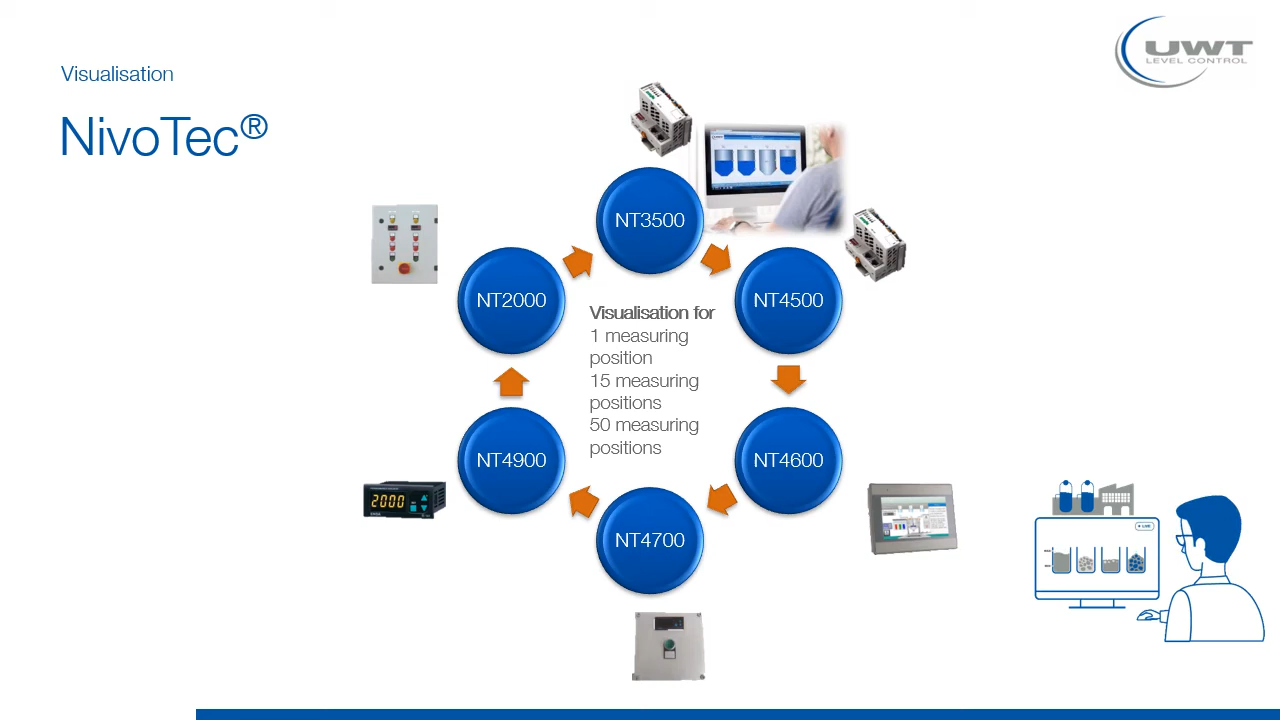 Visualisation
NivoTec®
UWT
LEVEL CONTROL
NT3500
NT2000
NT4500
Visualisation for
1 measuring
position
15 measuring
positions
50 measuring
positions
NT4900
NT4600
NT4700
2000
LIVE